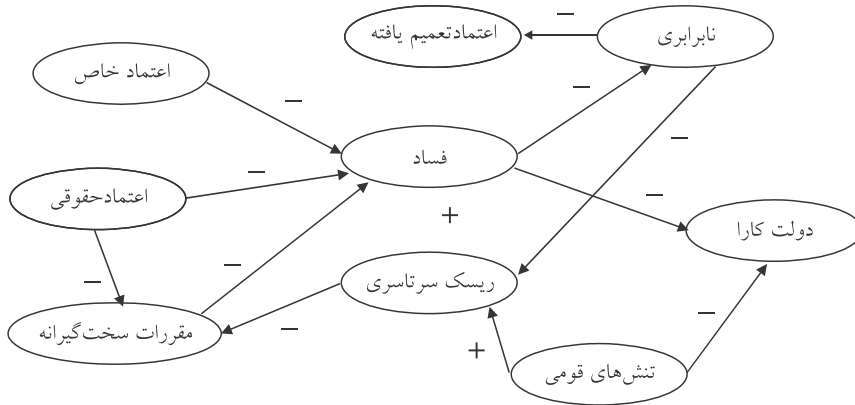 نابرابری
اعتمادتعمیم یافته
اعتماد خاص
فساد
اعتمادحقوقی
دولت کارا
ریسک سرتاسری
مقررات سخت‌گیرانه
تنش‌های قومی
−
−
−
−
−
−
+
−
−
−
−
+